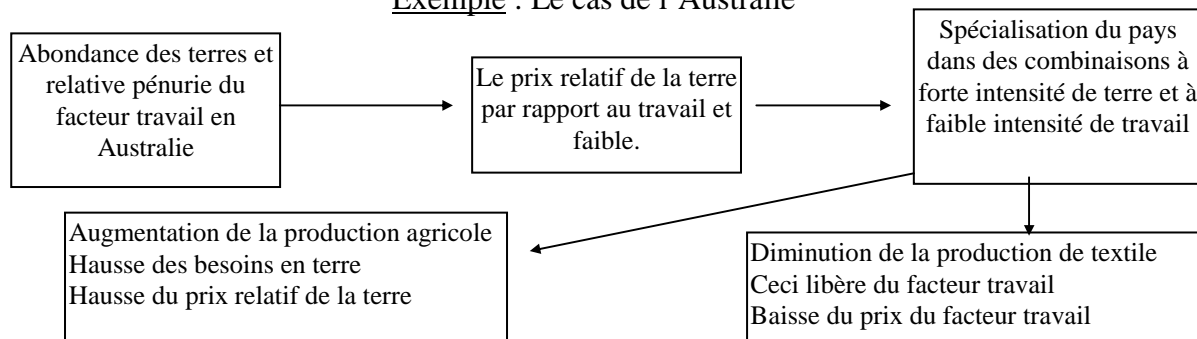 Exemple : Le cas de l'Australie
Abondance des terres et
relative pénurie du
facteur travail en
Australie
Le prix relatif de la terre
par rapport au travail et
faible.
Spécialisation du pays
dans des combinaisons à
forte intensité de terre et à
faible intensité de travail
Augmentation de la production agricole
Hausse des besoins en terre
Hausse du prix relatif de la terre
Diminution de la production de textile
Ceci libère du facteur travail
Baisse du prix du facteur travail